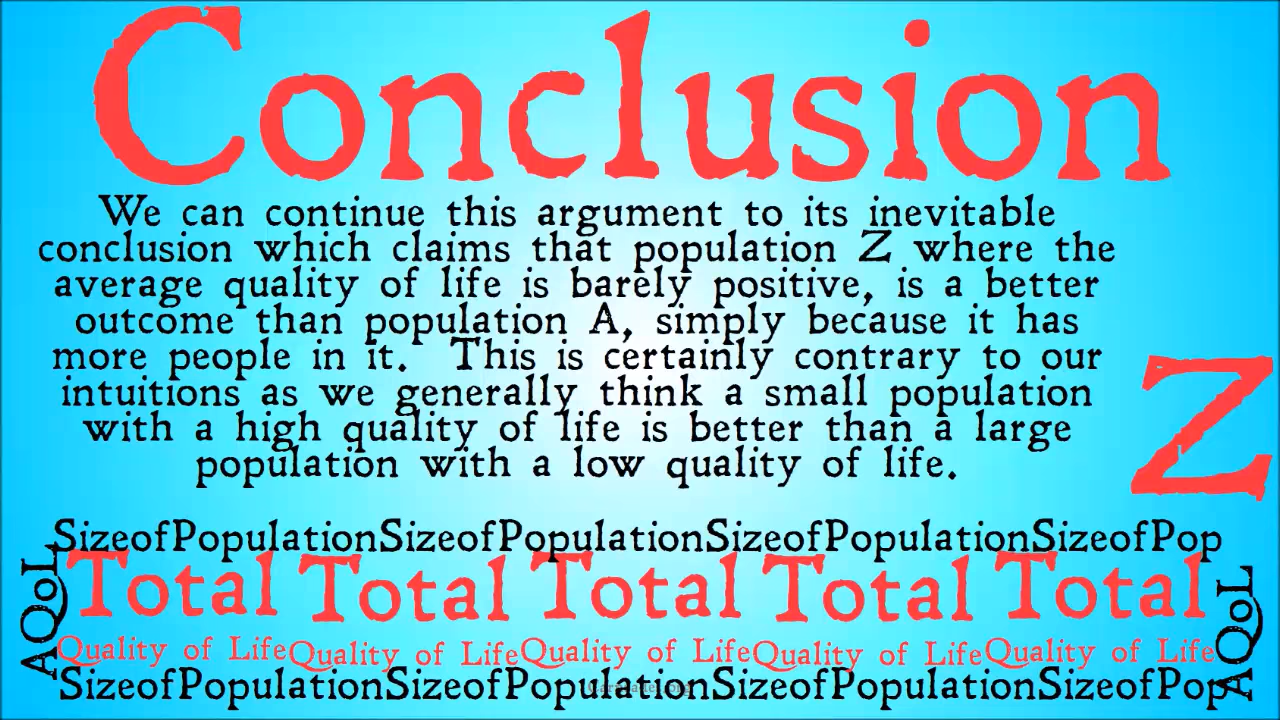 Conclusion
We can continue this argument to its inevitable
conclusion which claims that population Z where the
average quality of life is barely positive, is a better
outcome than population A, simply because it has
more people in it. This is certainly contrary to our
intuitions as we generally think a small population
with a high quality of life is better than a large
population with a low quality of life.
Z
SizeofPopulationSizeofPopulationSizeofPopulationSizeofPop
AQoL
Total Total Total Total Total
AQoL
Quality of LifeQuality of LifeQuality of LifeQuality of LifeQuality of Life
SizeofPopulationSizeofPopulationSizeofPopulationSizeofPop